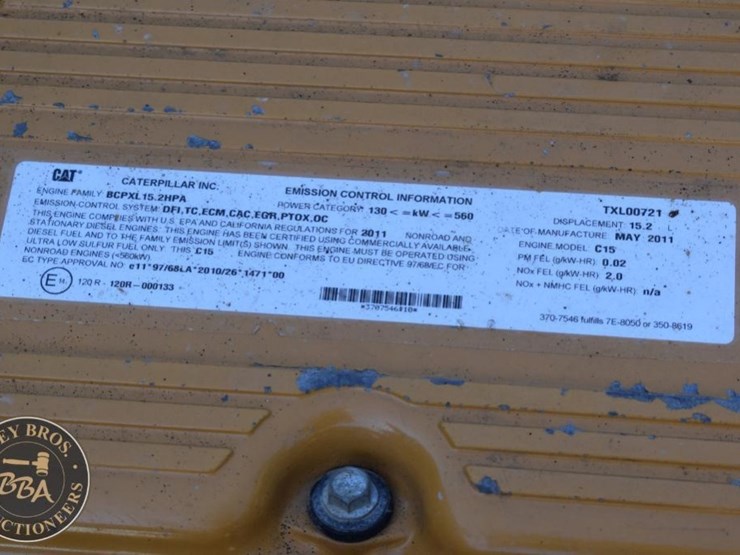 CAT CATERPILLAR INC. EMISSION CONTROL INFORMATION TXL00721
ENGINE FAMILY BCPXL15.2HPA POWER CATEGORY 130 < =kW < =560 DISPLACEMENT: 15.2 L
EMISSION CONTROL SYSTEM: DFI,TC,ECM,CAC,EGR,PTOX,OC DATE OF MANUFACTURE: MAY 2011
THIS ENGINE COMPLIES WITH U.S. EPA AND CALIFORNIA REGULATIONS FOR 2011 NONROAD AND
STATIONARY DIESEL ENGINES. THIS ENGINE HAS BEEN CERTIFIED USING COMMERCIALLY AVAILABLE
DIESEL FUEL AND TO THE FAMILY EMISSION LIMIT(S) SHOWN. THIS ENGINE MUST BE OPERATED USING
ULTRA LOW SULFUR FUEL ONLY. THIS C15 ENGINE CONFORMS TO EU DIRECTIVE 97/68/EC FOR
NONROAD ENGINES (<560kW)
EC TYPE APPROVAL NO. e11*97/68LA*2010/26*1471*00
E 120 R - 120R-000133
*3707546#10*
ENGINE MODEL C15
PM FEL (g/kW-HR) 0.02
NOx FEL (g/kW-HR) 2.0
NOx + NMHC FEL (g/kW-HR) n/a
370-7546 fulfills 7E-8050 or 350-8619
EY BROS.
BBA
CTIONEERS